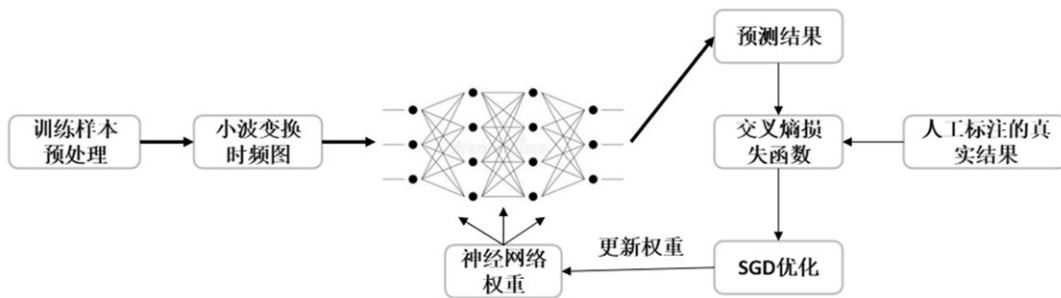 预测结果
训练样本
预处理
小波变换
时频图
交叉熵损
失函数
人工标注的真
实结果
神经网络
权重
更新权重
SGD优化